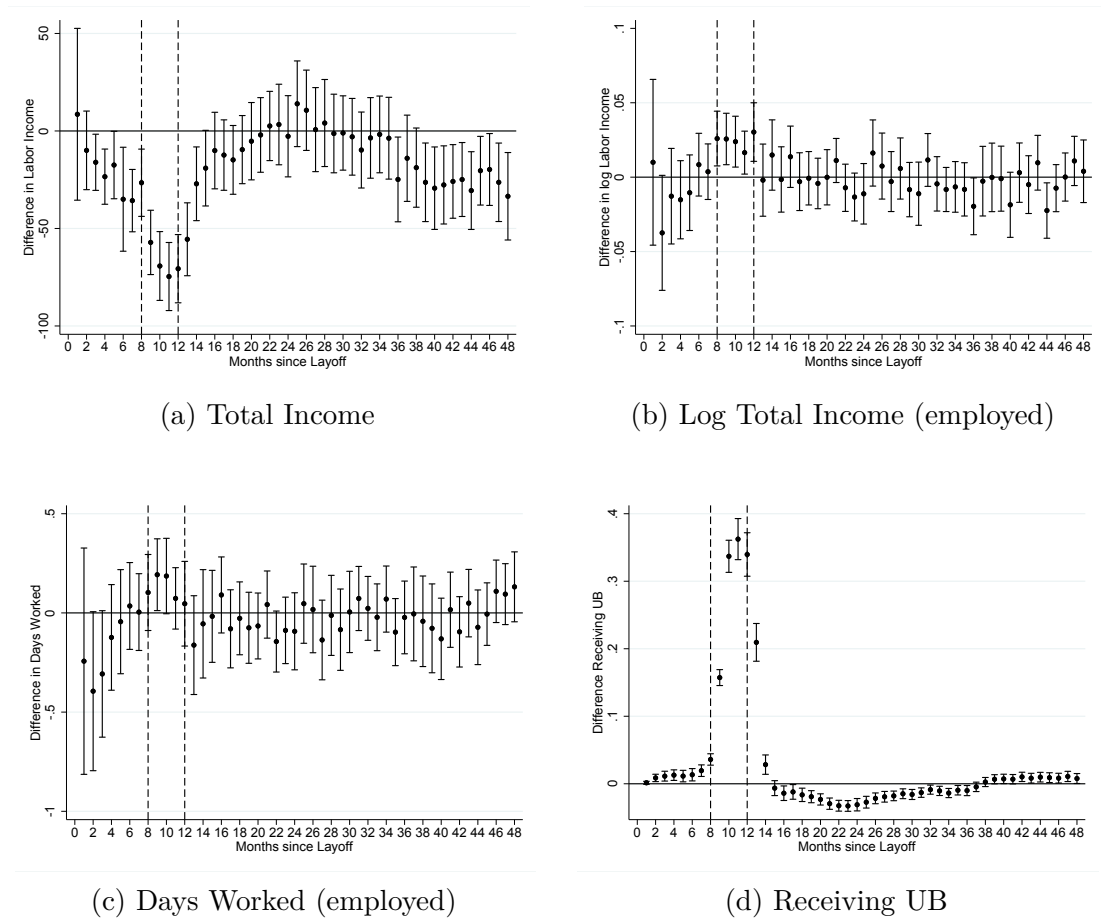 50
0
-50
-100
Difference in Labor Income
0 2 4 6 8 10 12 14 16 18 20 22 24 26 28 30 32 34 36 38 40 42 44 46 48
Months since Layoff
(a) Total Income
.1
.05
0
-.05
-.1
Difference in log Labor Income
0 2 4 6 8 10 12 14 16 18 20 22 24 26 28 30 32 34 36 38 40 42 44 46 48
Months since Layoff
(b) Log Total Income (employed)
.5
0
-.5
-1
Difference in Days Worked
0 2 4 6 8 10 12 14 16 18 20 22 24 26 28 30 32 34 36 38 40 42 44 46 48
Months since Layoff
(c) Days Worked (employed)
.4
.3
.2
.1
0
Difference Receiving UB
0 2 4 6 8 10 12 14 16 18 20 22 24 26 28 30 32 34 36 38 40 42 44 46 48
Months since Layoff
(d) Receiving UB